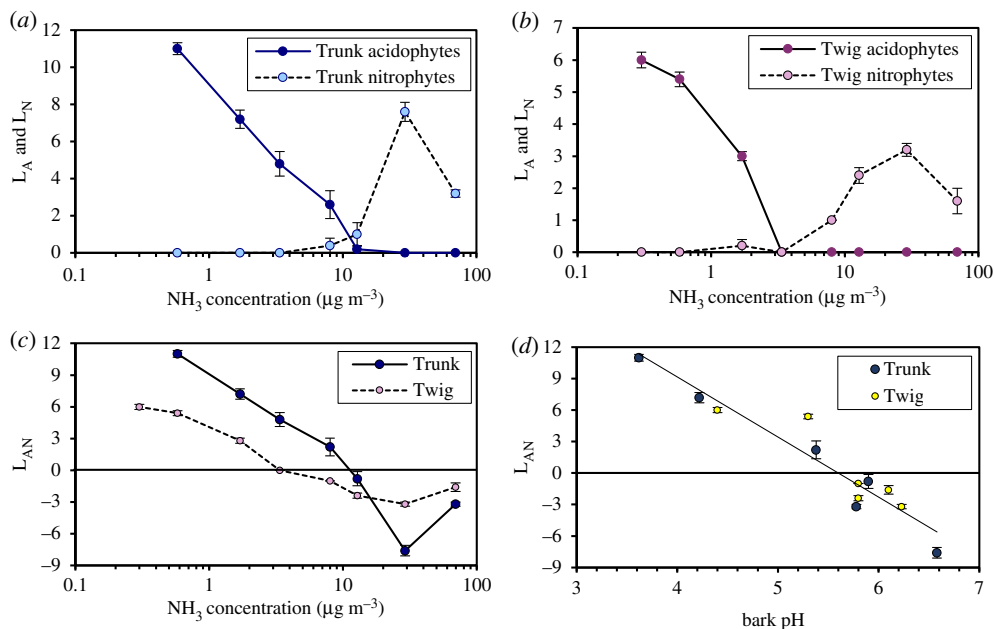 (a)
12
10
8
6
4
2
0
L_A and L_N
Trunk acidophytes
Trunk nitrophytes
0.1 1 10 100
NH₃ concentration (µg m⁻³)
(b)
7
6
5
4
3
2
1
0
L_A and L_N
Twig acidophytes
Twig nitrophytes
0.1 1 10 100
NH₃ concentration (µg m⁻³)
(c)
12
9
6
3
0
–3
–6
–9
L_AN
Trunk
Twig
0.1 1 10 100
NH₃ concentration (µg m⁻³)
(d)
12
9
6
3
0
–3
–6
–9
L_AN
Trunk
Twig
3 4 5 6 7
bark pH